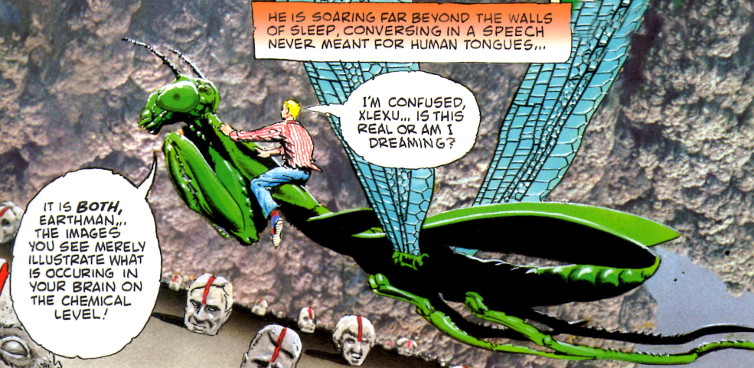 HE IS SOARING FAR BEYOND THE WALLS
OF SLEEP, CONVERSING IN A SPEECH
NEVER MEANT FOR HUMAN TONGUES...
I'M CONFUSED,
XLEXU... IS THIS
REAL OR AM I
DREAMING?
IT IS BOTH,
EARTHMAN...
THE IMAGES
YOU SEE MERELY
ILLUSTRATE WHAT
IS OCCURING IN
YOUR BRAIN ON
THE CHEMICAL
LEVEL!